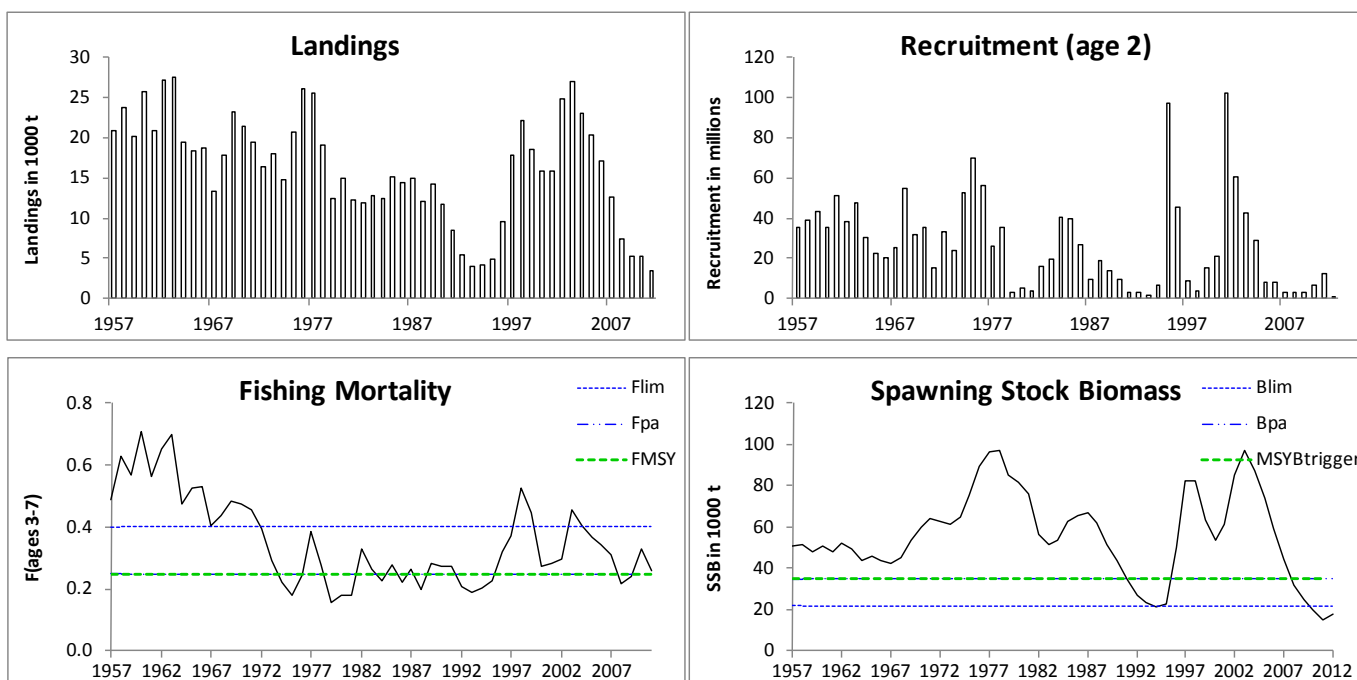 Landings
Landings in 1000 t
30
25
20
15
10
5
0
1957 1967 1977 1987 1997 2007
Recruitment (age 2)
Recruitment in millions
120
100
80
60
40
20
0
1957 1967 1977 1987 1997 2007
Fishing Mortality
Flim
Fpa
FMSY
F(ages 3-7)
0.8
0.6
0.4
0.2
0.0
1957 1962 1967 1972 1977 1982 1987 1992 1997 2002 2007
Spawning Stock Biomass
Blim
Bpa
MSYBtrigger
SSB in 1000 t
120
100
80
60
40
20
0
1957 1962 1967 1972 1977 1982 1987 1992 1997 2002 2007 2012